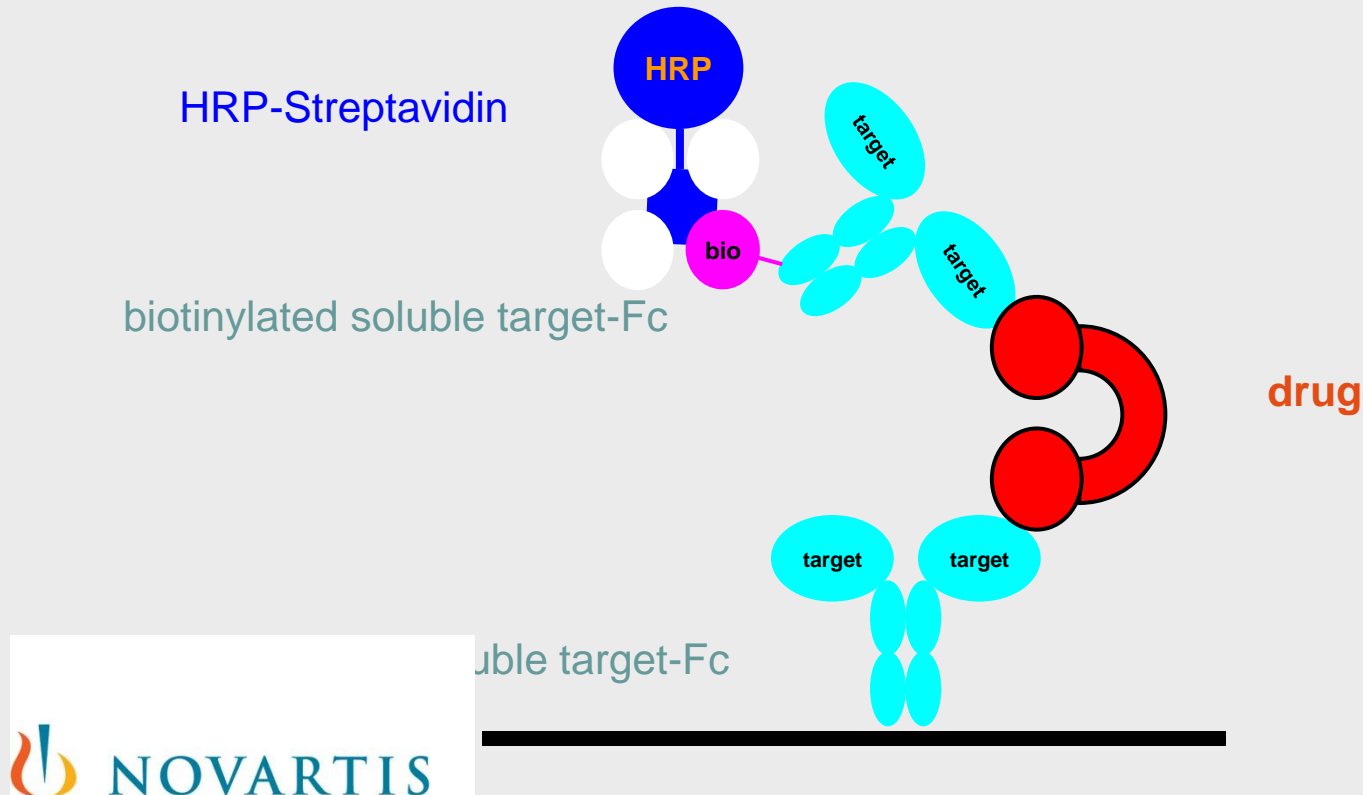 HRP
HRP-Streptavidin
target
target
bio
biotinylated soluble target-Fc
drug
target
target
uble target-Fc
NOVARTIS